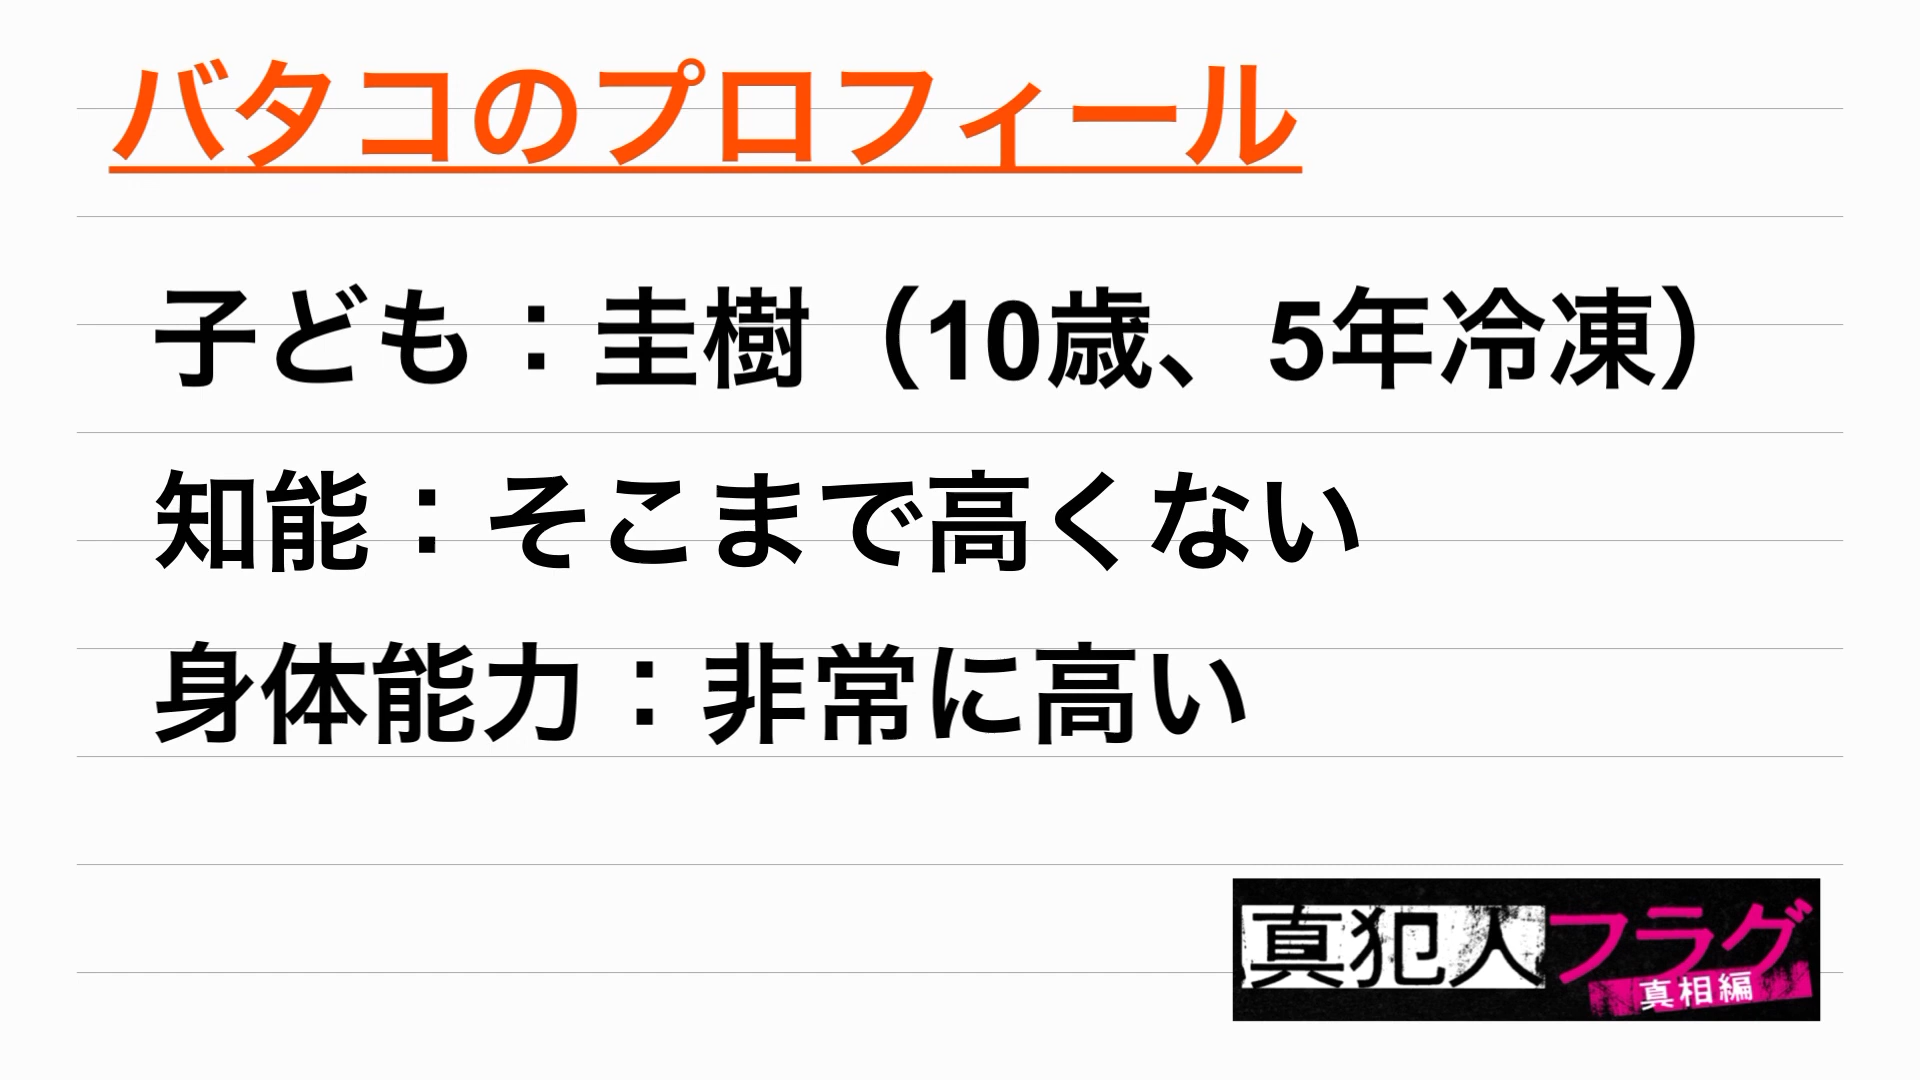 バタコのプロフィール
子ども：圭樹（10歳、5年冷凍）
知能：そこまで高くない
身体能力：非常に高い
真犯人フラグ
真相編